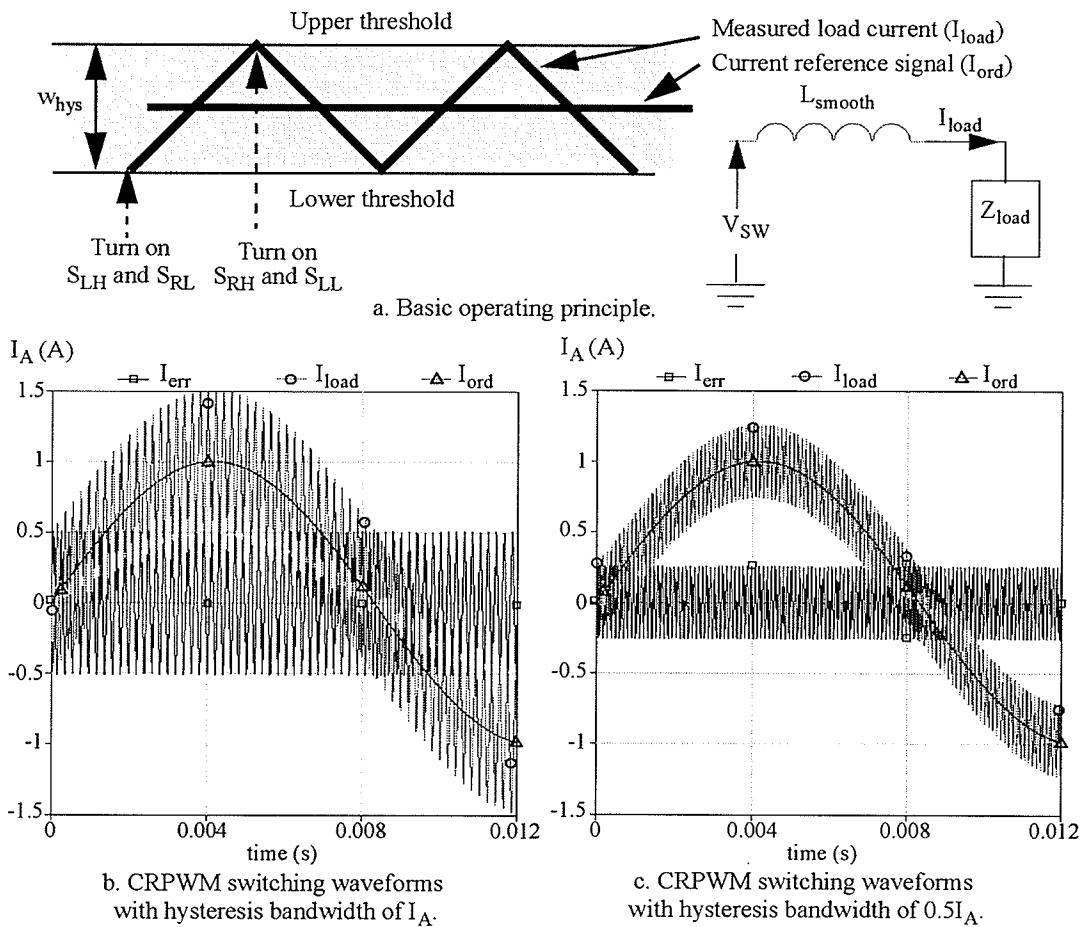 Upper threshold
Measured load current (I_load)
Current reference signal (I_ord)
w_hys
L_smooth
I_load
Lower threshold
Z_load
V_SW
Turn on
S_LH and S_RL
Turn on
S_RH and S_LL
a. Basic operating principle.
I_A (A)
I_err I_load I_ord
1.5
1
0.5
0
-0.5
-1
-1.5
0 0.004 0.008 0.012
time (s)
b. CRPWM switching waveforms
with hysteresis bandwidth of I_A.
I_A (A)
I_err I_load I_ord
1.5
1
0.5
0
-0.5
-1
-1.5
0 0.004 0.008 0.012
time (s)
c. CRPWM switching waveforms
with hysteresis bandwidth of 0.5I_A.